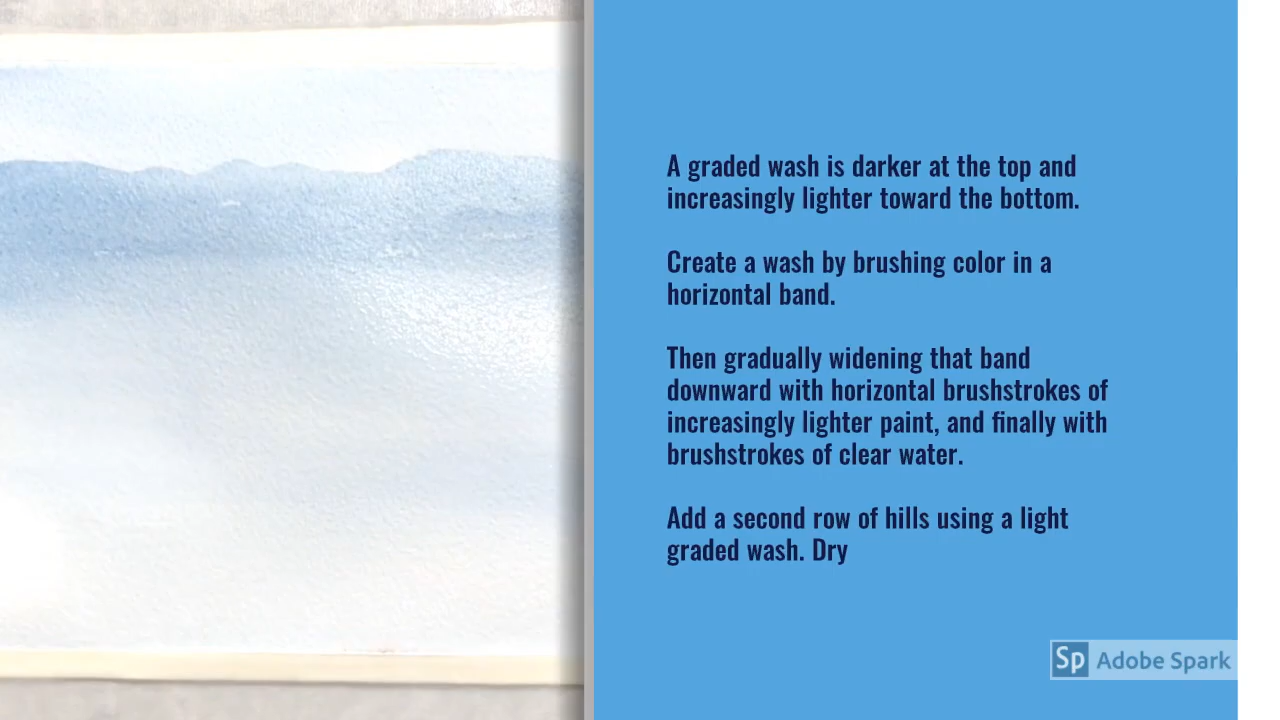 A graded wash is darker at the top and
increasingly lighter toward the bottom.
Create a wash by brushing color in a
horizontal band.
Then gradually widening that band
downward with horizontal brushstrokes of
increasingly lighter paint, and finally with
brushstrokes of clear water.
Add a second row of hills using a light
graded wash. Dry
Sp Adobe Spark